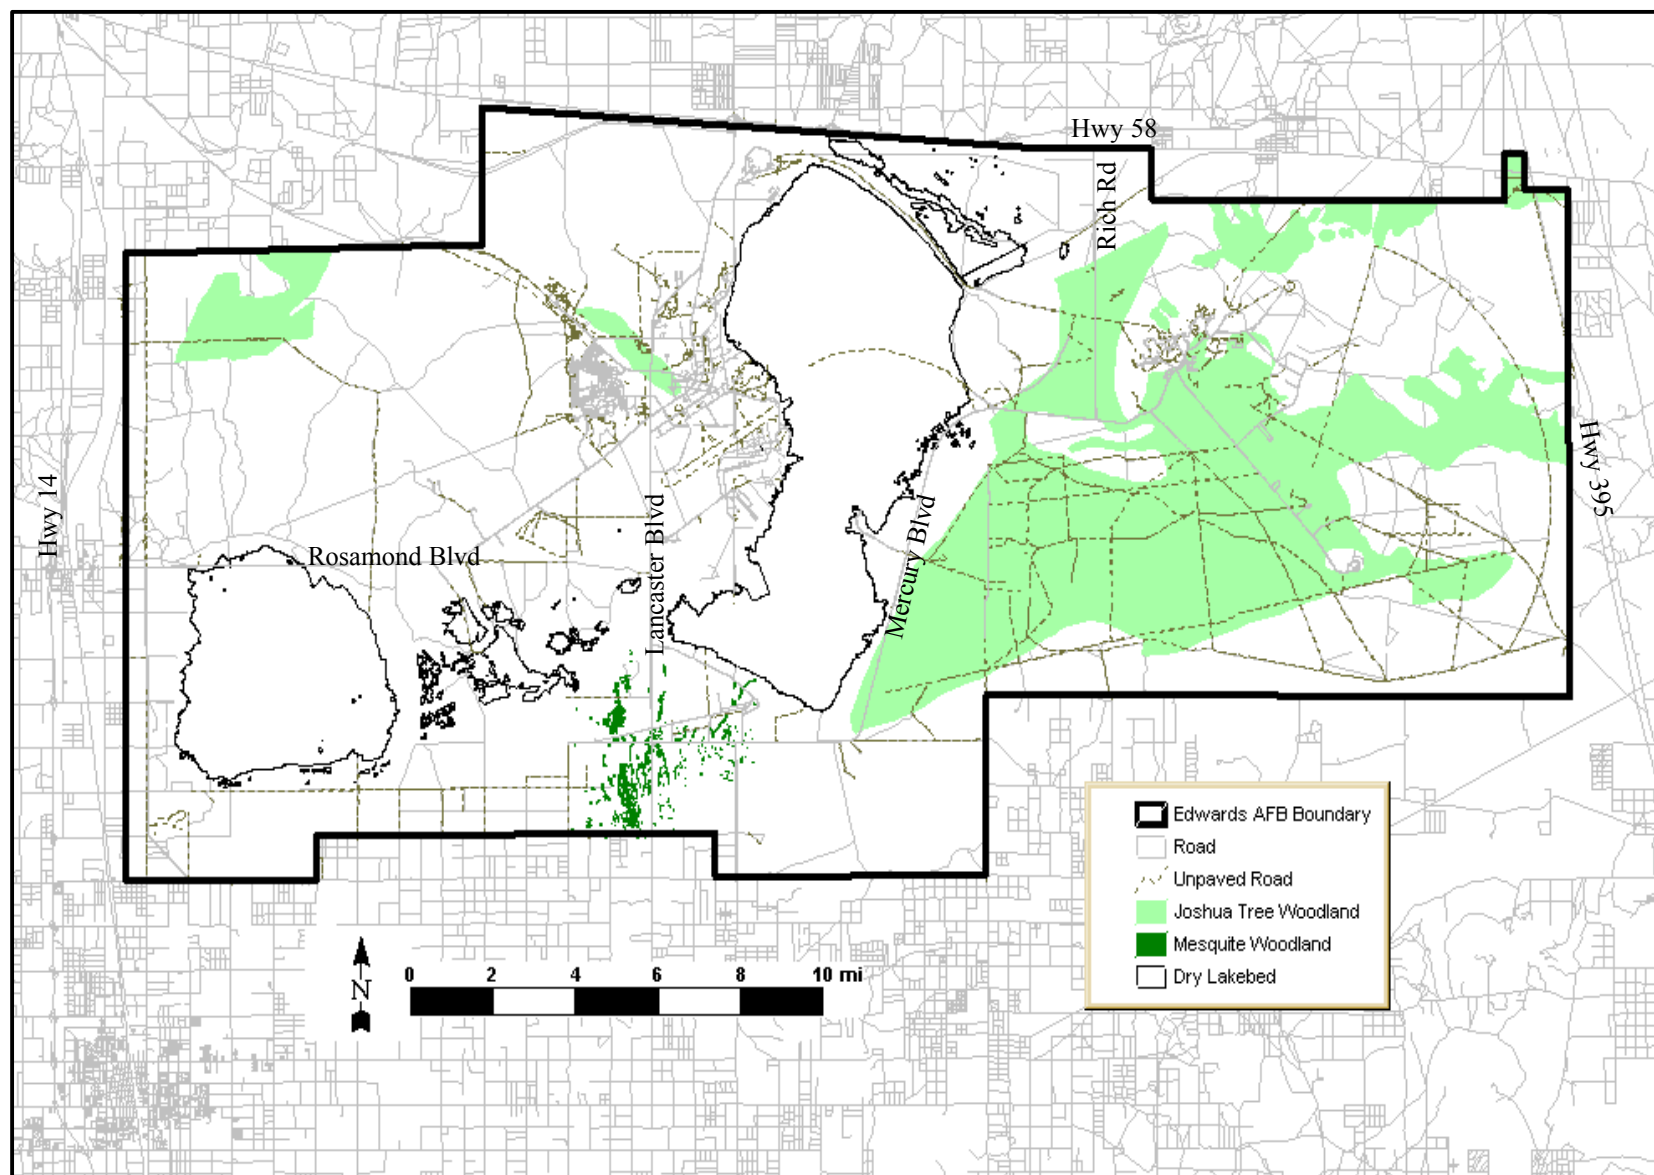 Hwy 58
Rich Rd
Hwy 14
Hwy 395
Lancaster Blvd
Mercury Blvd
Rosamond Blvd
Edwards AFB Boundary
Road
Unpaved Road
Joshua Tree Woodland
Mesquite Woodland
Dry Lakebed
0 2 4 6 8 10 mi
N